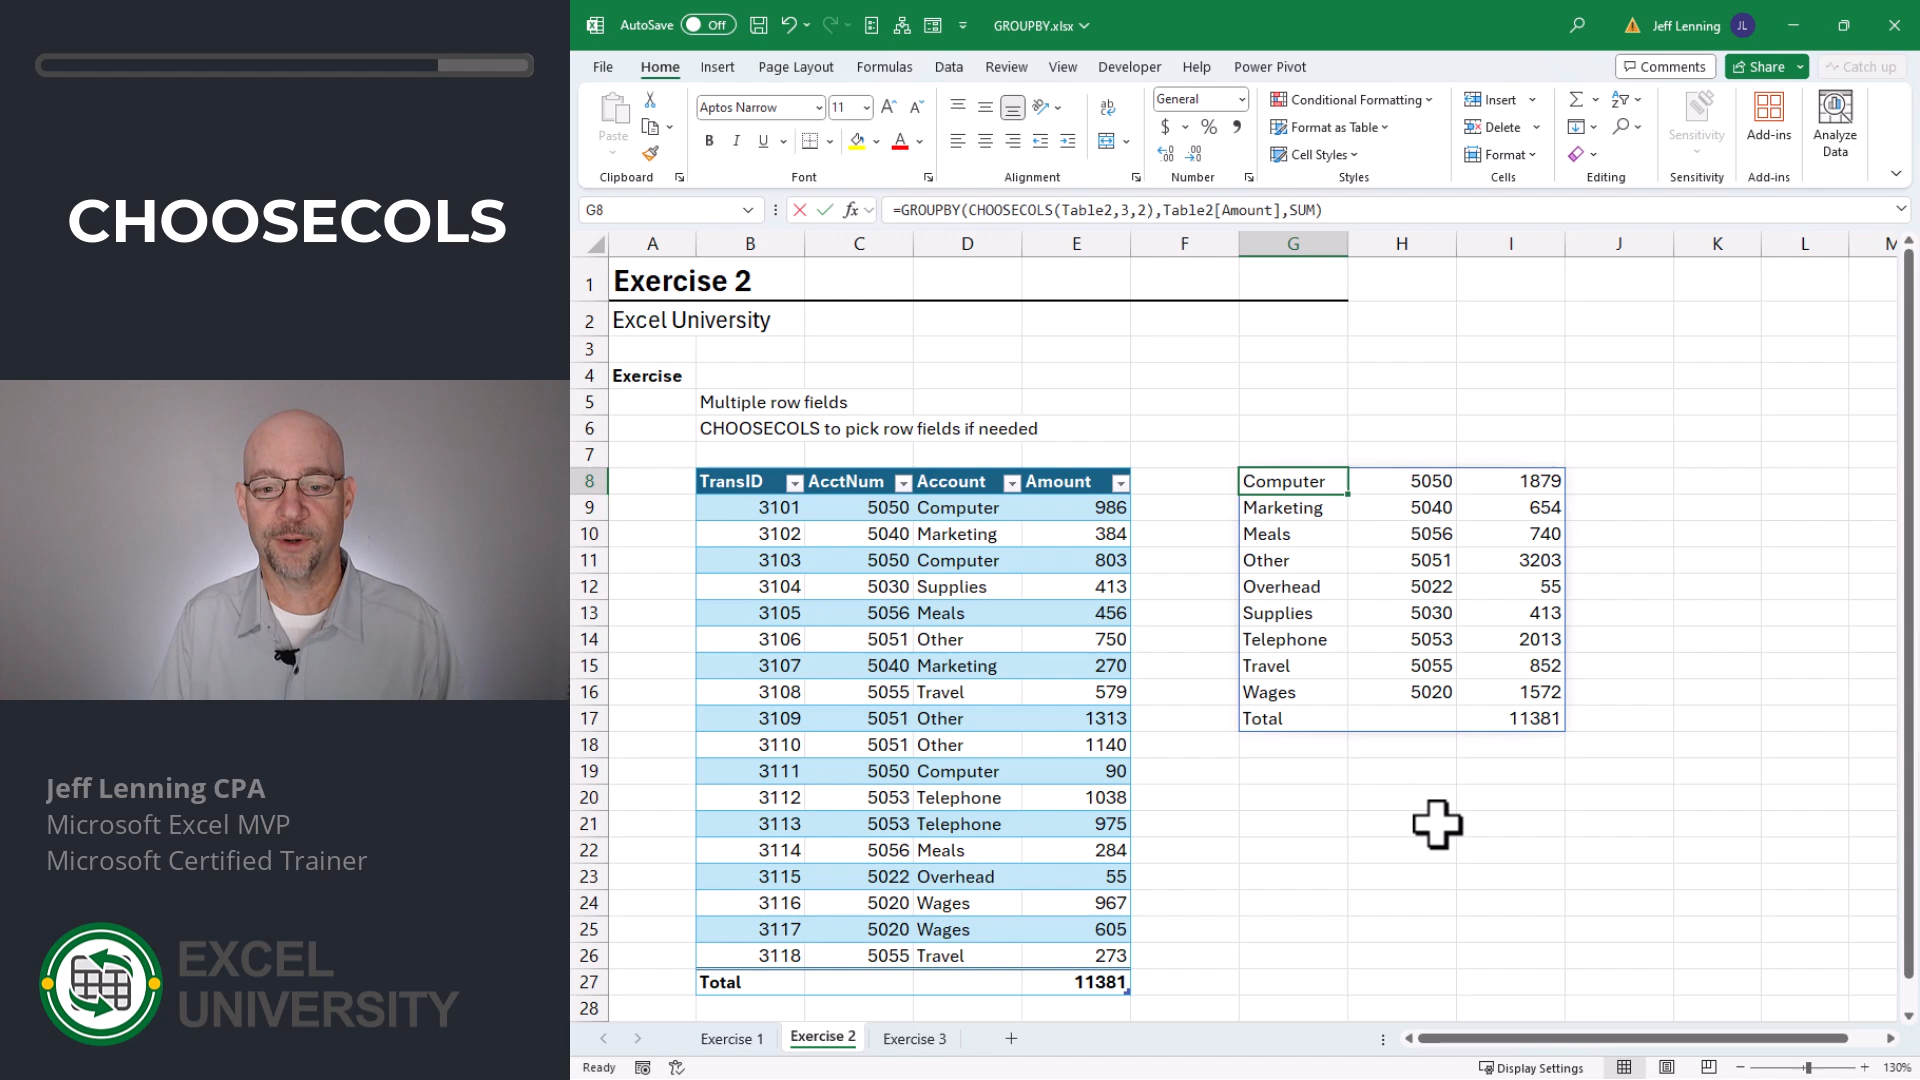 CHOOSECOLS
Jeff Lenning CPA
Microsoft Excel MVP
Microsoft Certified Trainer
EXCEL
UNIVERSITY
AutoSave Off GROUPBY.xlsx Jeff Lenning JL
File Home Insert Page Layout Formulas Data Review View Developer Help Power Pivot Comments Share Catch up
Paste Aptos Narrow 11 General Conditional Formatting Insert Sensitivity Add-ins Analyze Data
B I U $ % Format as Table Delete
Cell Styles Format
Clipboard Font Alignment Number Styles Cells Editing Sensitivity Add-ins
G8 fx =GROUPBY(CHOOSECOLS(Table2,3,2),Table2[Amount],SUM)
A B C D E F G H I J K L M
1 Exercise 2
2 Excel University
3
4 Exercise
5 Multiple row fields
6 CHOOSECOLS to pick row fields if needed
7
8 TransID AcctNum Account Amount Computer 5050 1879
9 3101 5050 Computer 986 Marketing 5040 654
10 3102 5040 Marketing 384 Meals 5056 740
11 3103 5050 Computer 803 Other 5051 3203
12 3104 5030 Supplies 413 Overhead 5022 55
13 3105 5056 Meals 456 Supplies 5030 413
14 3106 5051 Other 750 Telephone 5053 2013
15 3107 5040 Marketing 270 Travel 5055 852
16 3108 5055 Travel 579 Wages 5020 1572
17 3109 5051 Other 1313 Total 11381
18 3110 5051 Other 1140
19 3111 5050 Computer 90
20 3112 5053 Telephone 1038
21 3113 5053 Telephone 975
22 3114 5056 Meals 284
23 3115 5022 Overhead 55
24 3116 5020 Wages 967
25 3117 5020 Wages 605
26 3118 5055 Travel 273
27 Total 11381
28
Exercise 1 Exercise 2 Exercise 3
Ready Display Settings 130%